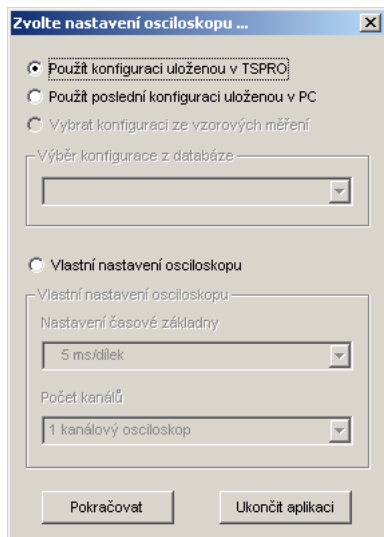 Zvolte nastavení osciloskopu ...
Použít konfiguraci uloženou v TSPRO
Použít poslední konfiguraci uloženou v PC
Vybrat konfiguraci ze vzorových měření
Výběr konfigurace z databáze
Vlastní nastavení osciloskopu
Vlastní nastavení osciloskopu
Nastavení časové základny
5 ms/dílek
Počet kanálů
1 kanálový osciloskop
Pokračovat Ukončit aplikaci